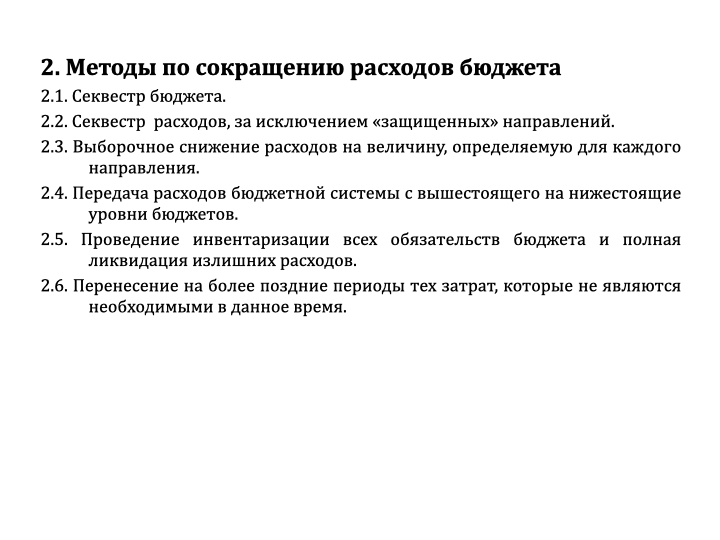 2. Методы по сокращению расходов бюджета
2.1. Секвестр бюджета.
2.2. Секвестр  расходов, за исключением «защищенных» направлений.
2.3. Выборочное снижение расходов на величину, определяемую для каждого
направления.
2.4. Передача расходов бюджетной системы с вышестоящего на нижестоящие
уровни бюджетов.
2.5. Проведение инвентаризации всех обязательств бюджета и полная
ликвидация излишних расходов.
2.6. Перенесение на более поздние периоды тех затрат, которые не являются
необходимыми в данное время.